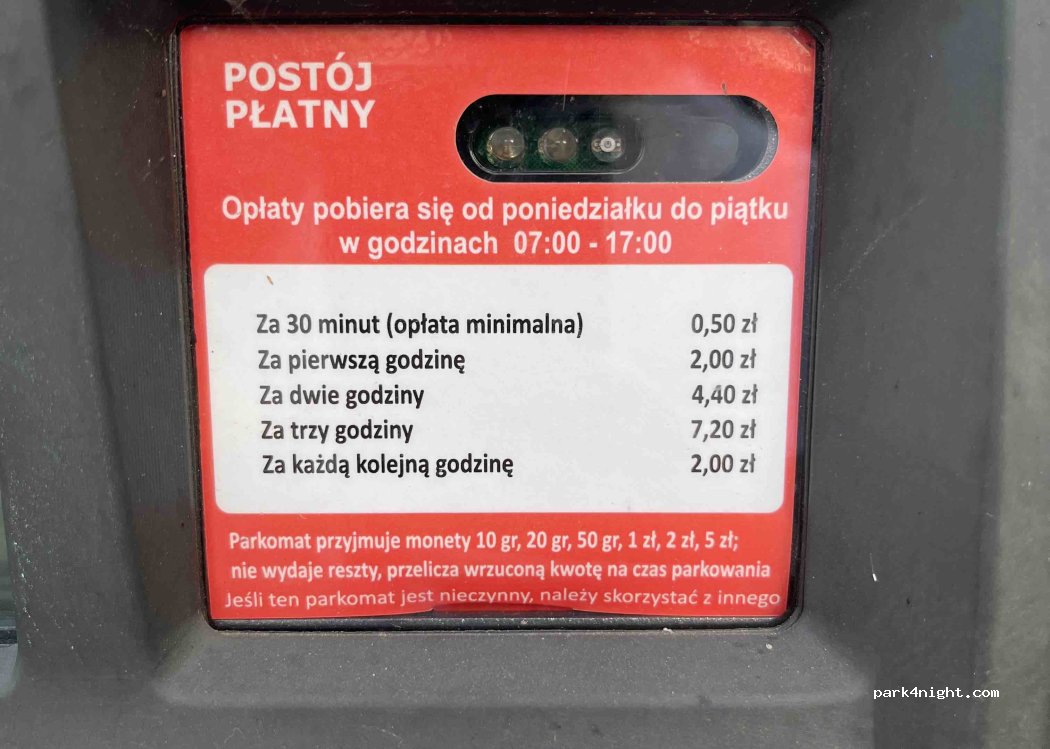 POSTÓJ
PŁATNY
Opłaty pobiera się od poniedziałku do piątku
w godzinach 07:00 - 17:00
Za 30 minut (opłata minimalna) 0,50 zł
Za pierwszą godzinę 2,00 zł
Za dwie godziny 4,40 zł
Za trzy godziny 7,20 zł
Za każdą kolejną godzinę 2,00 zł
Parkomat przyjmuje monety 10 gr, 20 gr, 50 gr, 1 zł, 2 zł, 5 zł;
nie wydaje reszty, przelicza wrzuconą kwotę na czas parkowania
Jeśli ten parkomat jest nieczynny, należy skorzystać z innego
park4night.com